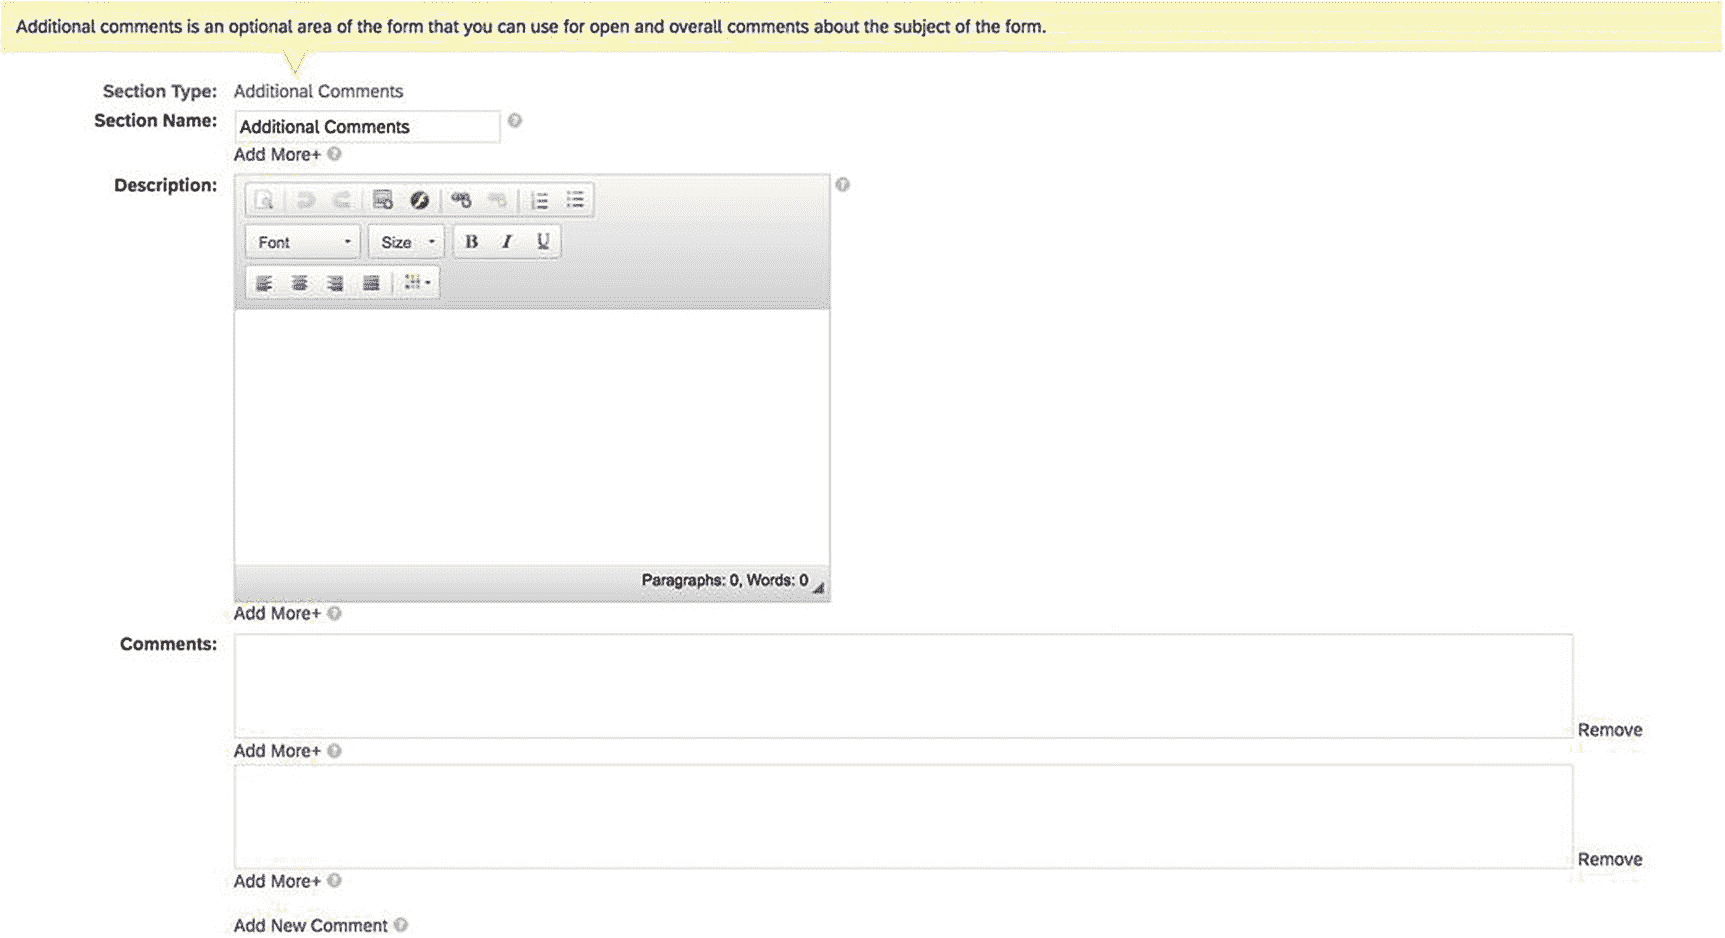 Additional comments is an optional area of the form that you can use for open and overall comments about the subject of the form.
Section Type: Additional Comments
Section Name: Additional Comments
Add More+
Description:
Font Size B I U
Paragraphs: 0, Words: 0
Add More+
Comments:
Remove
Add More+
Remove
Add More+
Add New Comment